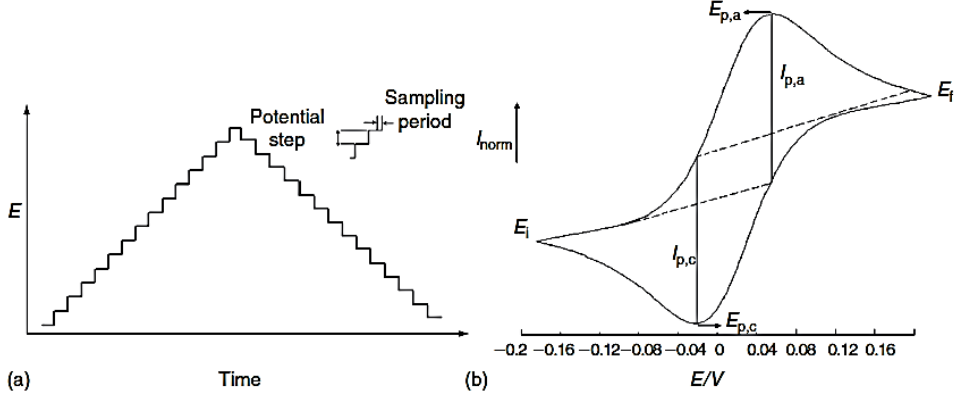 E
Potential
step
Sampling
period
(a)
Time
E_p,a
I_p,a
E_f
I_norm
E_i
I_p,c
E_p,c
−0.2 −0.16 −0.12 −0.08 −0.04 0 0.04 0.08 0.12 0.16
(b)
E/V